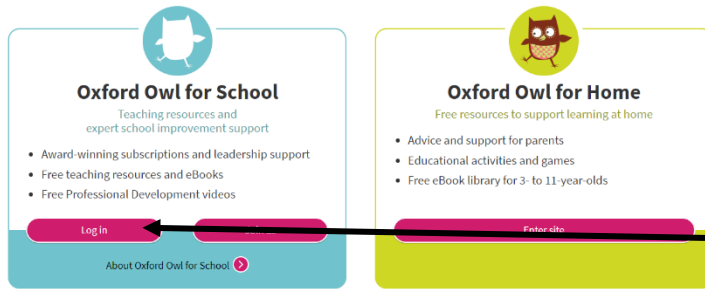 Oxford Owl for School
Teaching resources and
expert school improvement support
• Award-winning subscriptions and leadership support
• Free teaching resources and eBooks
• Free Professional Development videos
Log in
About Oxford Owl for School
Oxford Owl for Home
Free resources to support learning at home
• Advice and support for parents
• Educational activities and games
• Free eBook library for 3- to 11-year-olds
Enter site